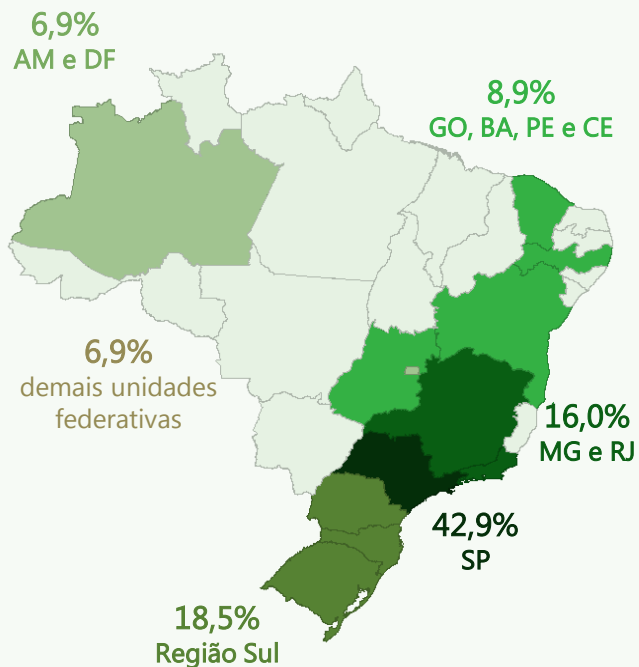 6,9%
AM e DF
8,9%
GO, BA, PE e CE
6,9%
demais unidades
federativas
16,0%
MG e RJ
42,9%
SP
18,5%
Região Sul